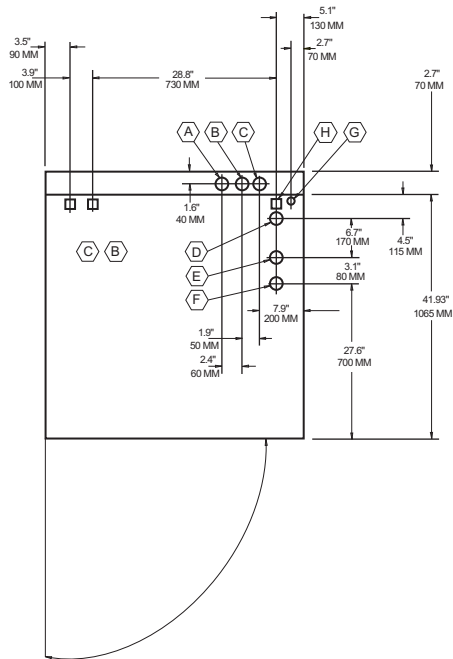 5.1"
130 MM
3.5"
90 MM
2.7"
70 MM
3.9"
100 MM
28.8"
730 MM
2.7"
70 MM
A
B
C
H
G
1.6"
40 MM
D
6.7"
170 MM
4.5"
115 MM
C
B
E
3.1"
80 MM
F
7.9"
200 MM
41.93"
1065 MM
1.9"
50 MM
27.6"
700 MM
2.4"
60 MM